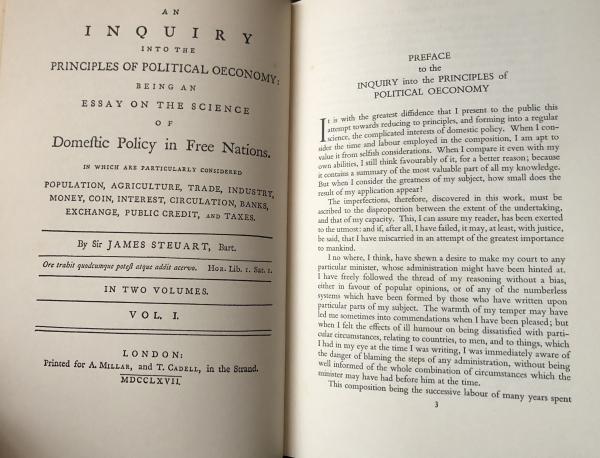 AN
INQUIRY
INTO THE
PRINCIPLES OF POLITICAL OECONOMY:
BEING AN
ESSAY ON THE SCIENCE
OF
Domeſtic Policy in Free Nations.
IN WHICH ARE PARTICULARLY CONSIDERED
POPULATION, AGRICULTURE, TRADE, INDUSTRY,
MONEY, COIN, INTEREST, CIRCULATION, BANKS,
EXCHANGE, PUBLIC CREDIT, AND TAXES.
By Sir JAMES STEUART, Bart.
Ore trahit quodcumque poteſt atque addit acervo. HOR. Lib. 1. Sat. 1.
IN TWO VOLUMES.
VOL. I.
LONDON:
Printed for A. MILLAR, and T. CADELL, in the Strand.
MDCCLXVII.
PREFACE
to the
INQUIRY into the PRINCIPLES of
POLITICAL OECONOMY
It is with the greatest diffidence that I present to the public this
attempt towards reducing to principles, and forming into a regular
science, the complicated interests of domestic policy. When I con-
sider the time and labour employed in the composition, I am apt to
value it from selfish considerations. When I compare it even with my
own abilities, I still think favourably of it, for a better reason; because
it contains a summary of the most valuable part of all my knowledge.
But when I consider the greatness of my subject, how small does the
result of my application appear!
The imperfections, therefore, discovered in this work, must be
ascribed to the disproportion between the extent of the undertaking,
and that of my capacity. This, I can assure my reader, has been exerted
to the utmost: and if, after all, I have failed, it may, at least, with justice,
be said, that I have miscarried in an attempt of the greatest importance
to mankind.
I no where, I think, have shewn a desire to make my court to any
particular minister, whose administration might have been hinted at.
I have freely followed the thread of my reasoning without a bias,
either in favour of popular opinions, or of any of the numberless
systems which have been formed by those who have written upon
particular parts of my subject. The warmth of my temper may have
led me sometimes into commendations when I have been pleased; but
when I felt the effects of ill humour on being dissatisfied with parti-
cular circumstances, relating to countries, to men, and to things, which
I had in my eye at the time I was writing, I was immediately aware of
the danger of blaming the steps of any administration, without being
well informed of the whole combination of circumstances which the
minister may have had before him at the time.
This composition being the successive labour of many years spent
3